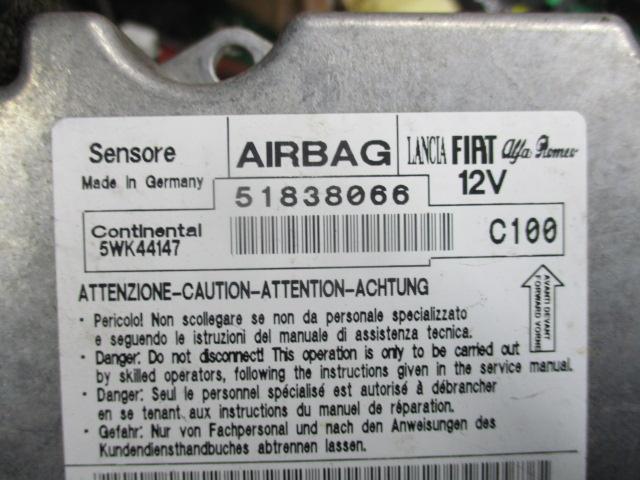 Sensore
AIRBAG
LANCIA FIAT Alfa Romeo
Made in Germany
51838066
12V
Continental
5WK44147
C100
AVANTI DEVANT
FORWARD VORNE
ATTENZIONE-CAUTION-ATTENTION-ACHTUNG
• Pericolo! Non scollegare se non da personale specializzato
e seguendo le istruzioni del manuale di assistenza tecnica.
• Danger: Do not disconnect! This operation is only to be carried out
by skilled operators, following the instructions given in the service manual.
• Danger: Seul le personnel spécialisé est autorisé à débrancher
en se tenant aux instructions du manuel de réparation.
• Gefahr: Nur von Fachpersonal und nach den Anweisungen des
Kundendiensthandbuches abtrennen lassen.